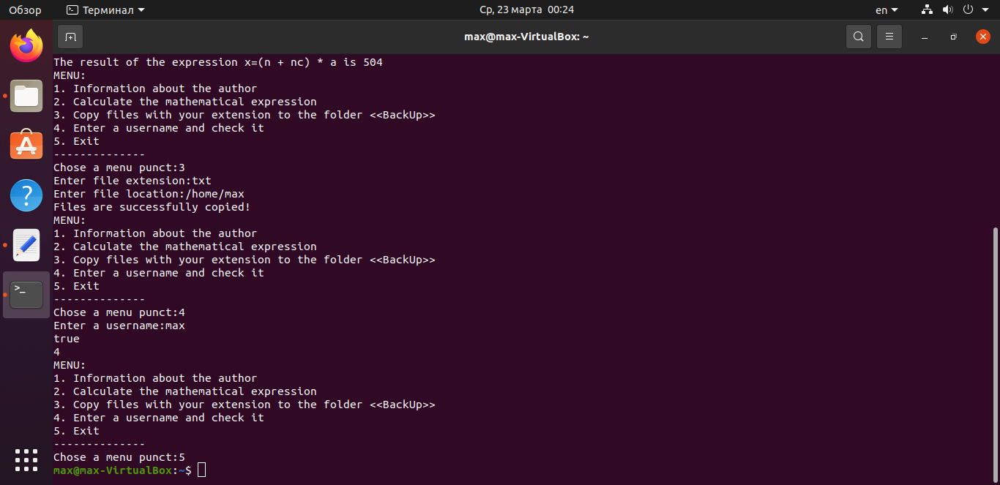 Обзор
Терминал
Ср, 23 марта 00:24
en
max@max-VirtualBox: ~
The result of the expression x=(n + nc) * a is 504
MENU:
1. Information about the author
2. Calculate the mathematical expression
3. Copy files with your extension to the folder <<BackUp>>
4. Enter a username and check it
5. Exit
--------------
Chose a menu punct:3
Enter file extension:txt
Enter file location:/home/max
Files are successfully copied!
MENU:
1. Information about the author
2. Calculate the mathematical expression
3. Copy files with your extension to the folder <<BackUp>>
4. Enter a username and check it
5. Exit
--------------
Chose a menu punct:4
Enter a username:max
true
4
MENU:
1. Information about the author
2. Calculate the mathematical expression
3. Copy files with your extension to the folder <<BackUp>>
4. Enter a username and check it
5. Exit
--------------
Chose a menu punct:5
max@max-VirtualBox:~$